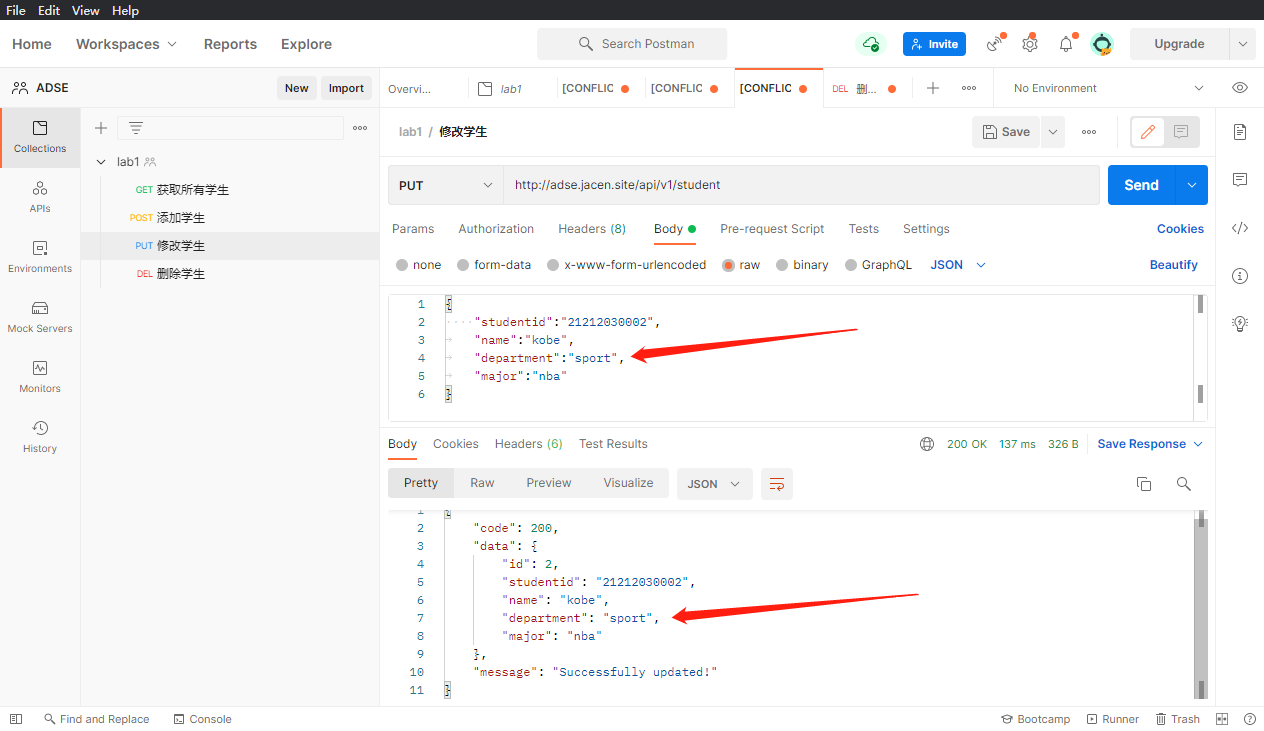 File Edit View Help
Home Workspaces Reports Explore Search Postman Invite Upgrade
ADSE New Import Overvi... lab1 [CONFLIC [CONFLIC [CONFLIC DEL 删... No Environment
Collections
APIs
Environments
Mock Servers
Monitors
History
lab1
GET 获取所有学生
POST 添加学生
PUT 修改学生
DEL 删除学生
lab1 / 修改学生 Save
PUT http://adse.jacen.site/api/v1/student Send
Params Authorization Headers (8) Body Pre-request Script Tests Settings Cookies
none form-data x-www-form-urlencoded raw binary GraphQL JSON Beautify
1 {
2 "studentid":"21212030002",
3 "name":"kobe",
4 "department":"sport",
5 "major":"nba"
6 }
Body Cookies Headers (6) Test Results 200 OK 137 ms 326 B Save Response
Pretty Raw Preview Visualize JSON
1 {
2 "code": 200,
3 "data": {
4 "id": 2,
5 "studentid": "21212030002",
6 "name": "kobe",
7 "department": "sport",
8 "major": "nba"
9 },
10 "message": "Successfully updated!"
11 }
Find and Replace Console Bootcamp Runner Trash